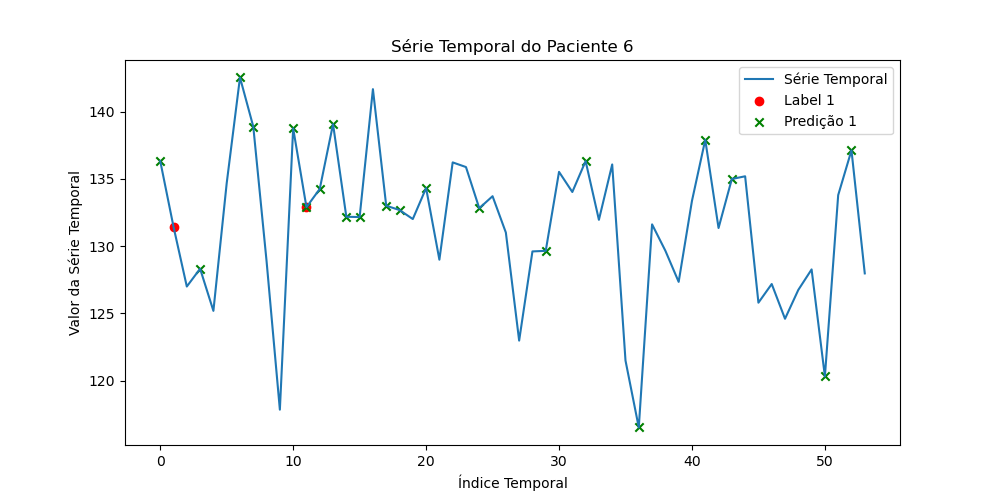 Série Temporal do Paciente 6
Série Temporal
Label 1
Predição 1
Valor da Série Temporal
140
135
130
125
120
0
10
20
30
40
50
Índice Temporal